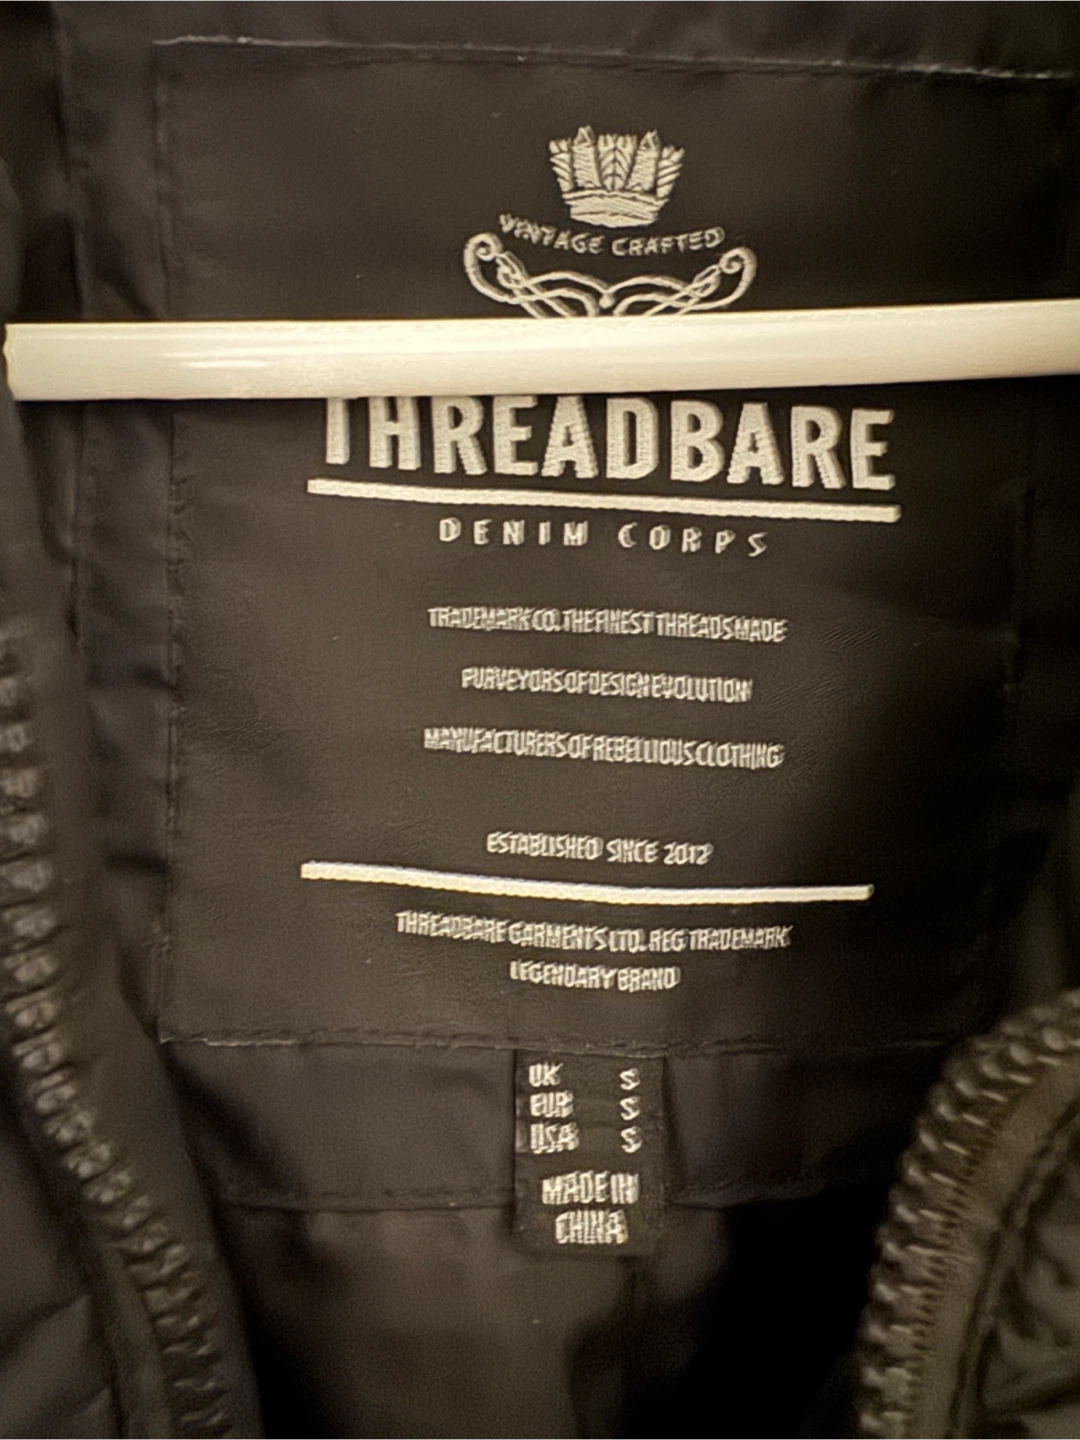 VINTAGE CRAFTED
THREADBARE
DENIM CORPS
TRADEMARK CO. THE FINEST THREADS MADE
PURVEYORS OF DESIGN EVOLUTION
MANUFACTURERS OF REBELLIOUS CLOTHING
ESTABLISHED SINCE 2012
THREADBARE GARMENTS LTD. REG TRADEMARK
LEGENDARY BRAND
UK S
EUR S
USA S
MADE IN
CHINA